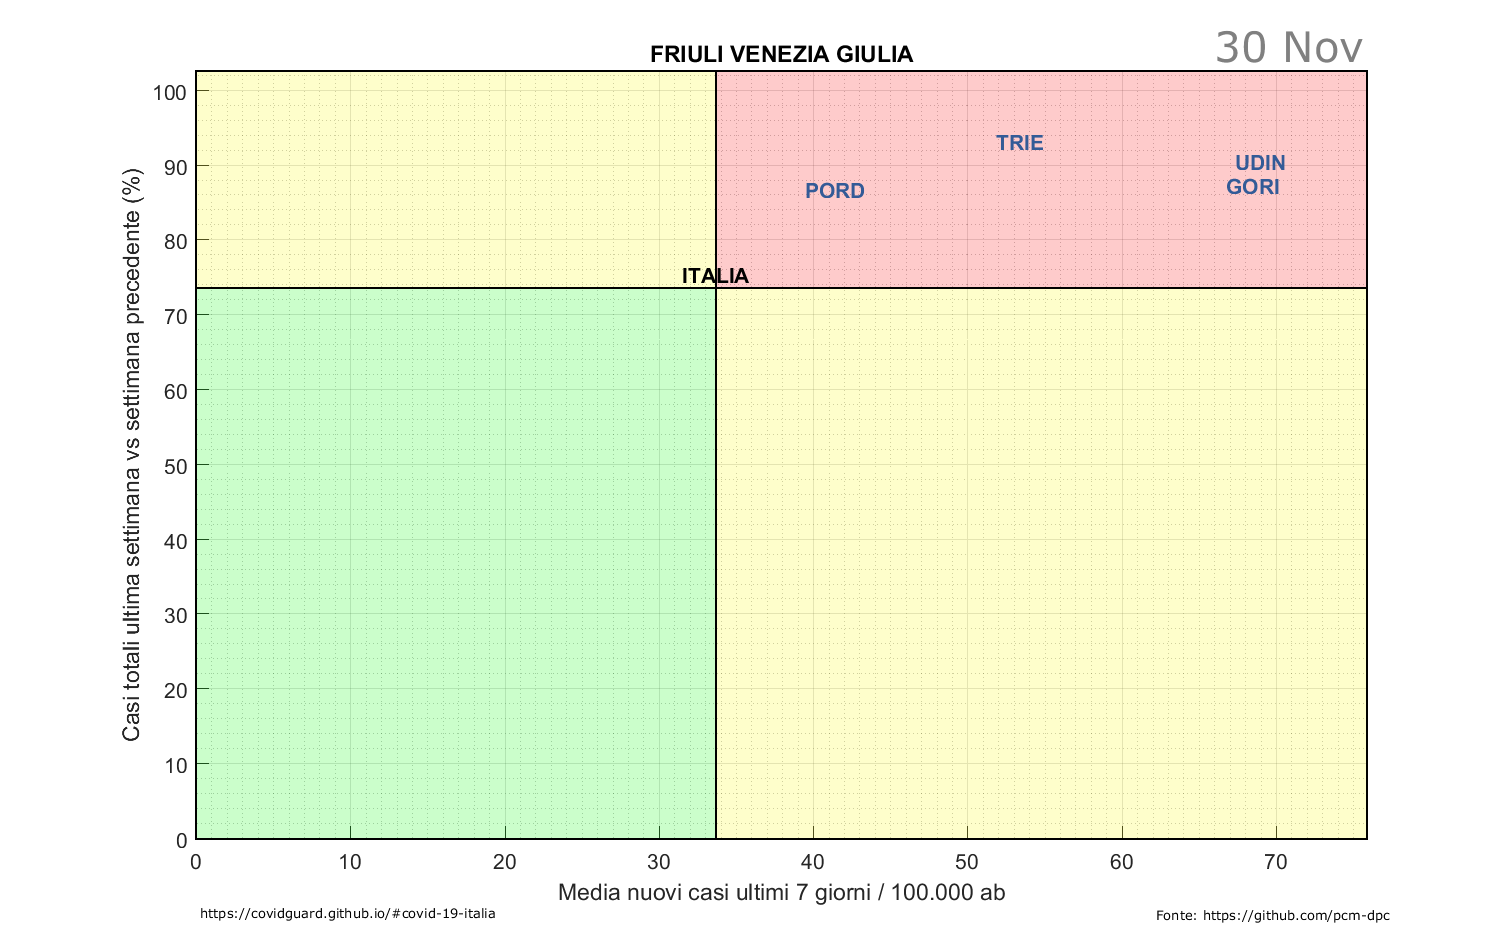 30 Nov
FRIULI VENEZIA GIULIA
100
90
80
70
60
50
40
30
20
10
0
Casi totali ultima settimana vs settimana precedente (%)
TRIE
UDIN
GORI
PORD
ITALIA
0 10 20 30 40 50 60 70
Media nuovi casi ultimi 7 giorni / 100.000 ab
https://covidguard.github.io/#covid-19-italia
Fonte: https://github.com/pcm-dpc